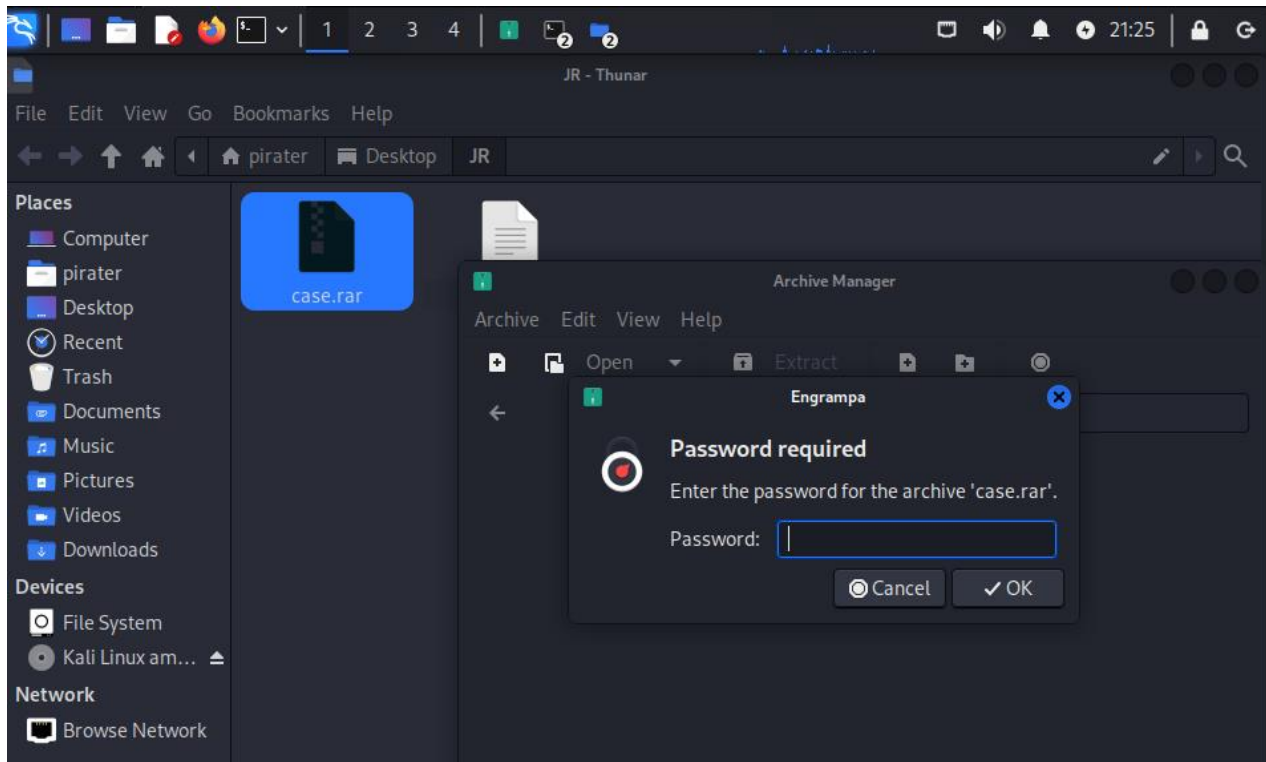 1 2 3 4 2 2 21:25
JR - Thunar
File Edit View Go Bookmarks Help
pirater Desktop JR
Places
Computer
pirater
Desktop
Recent
Trash
Documents
Music
Pictures
Videos
Downloads
Devices
File System
Kali Linux am...
Network
Browse Network
case.rar
Archive Manager
Archive Edit View Help
Open Extract
Engrampa
Password required
Enter the password for the archive 'case.rar'.
Password:
Cancel OK